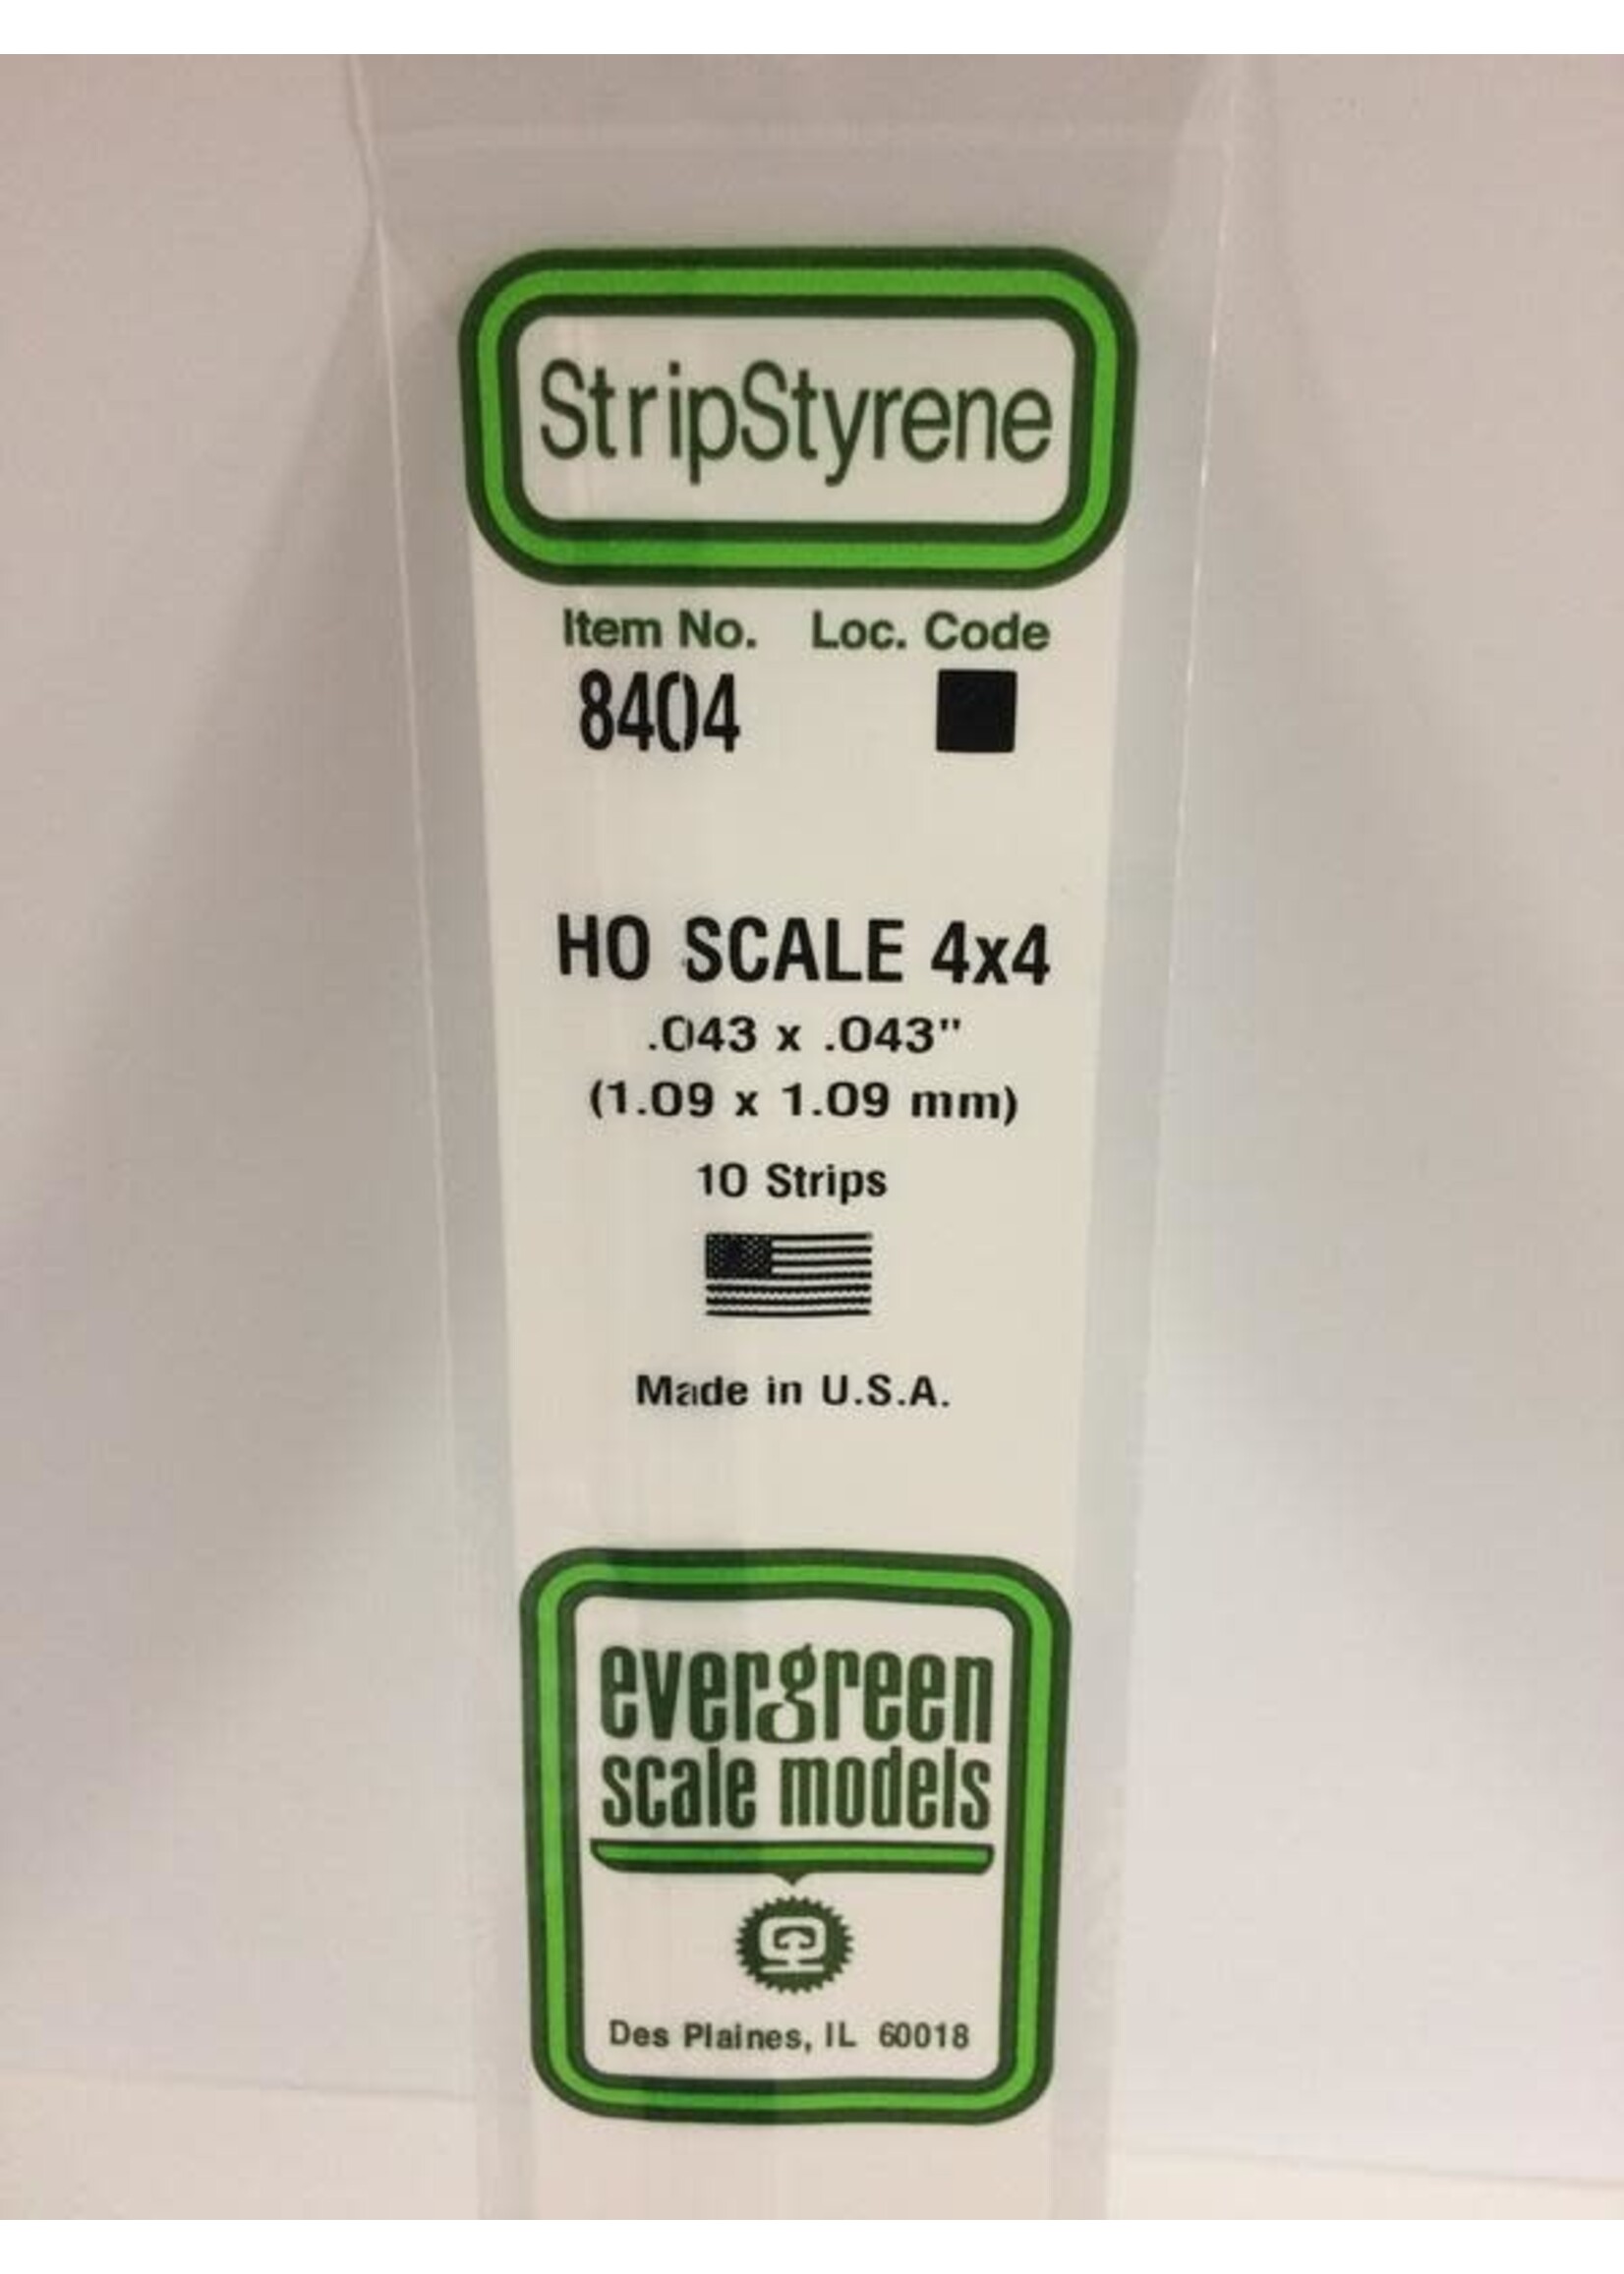 StripStyrene
Item No. Loc. Code
8404
HO SCALE 4x4
.043 x .043"
(1.09 x 1.09 mm)
10 Strips
Made in U.S.A.
evergreen
scale models
Des Plaines, IL 60018